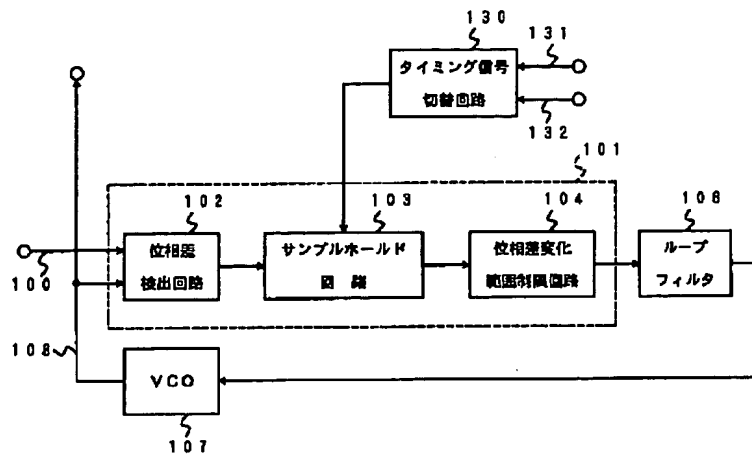 130
131
タイミング信号
切替回路
132
101
102
103
104
106
位相差
検出回路
サンプルホールド
回路
位相差変化
範囲制限回路
ループ
フィルタ
100
108
VCO
107